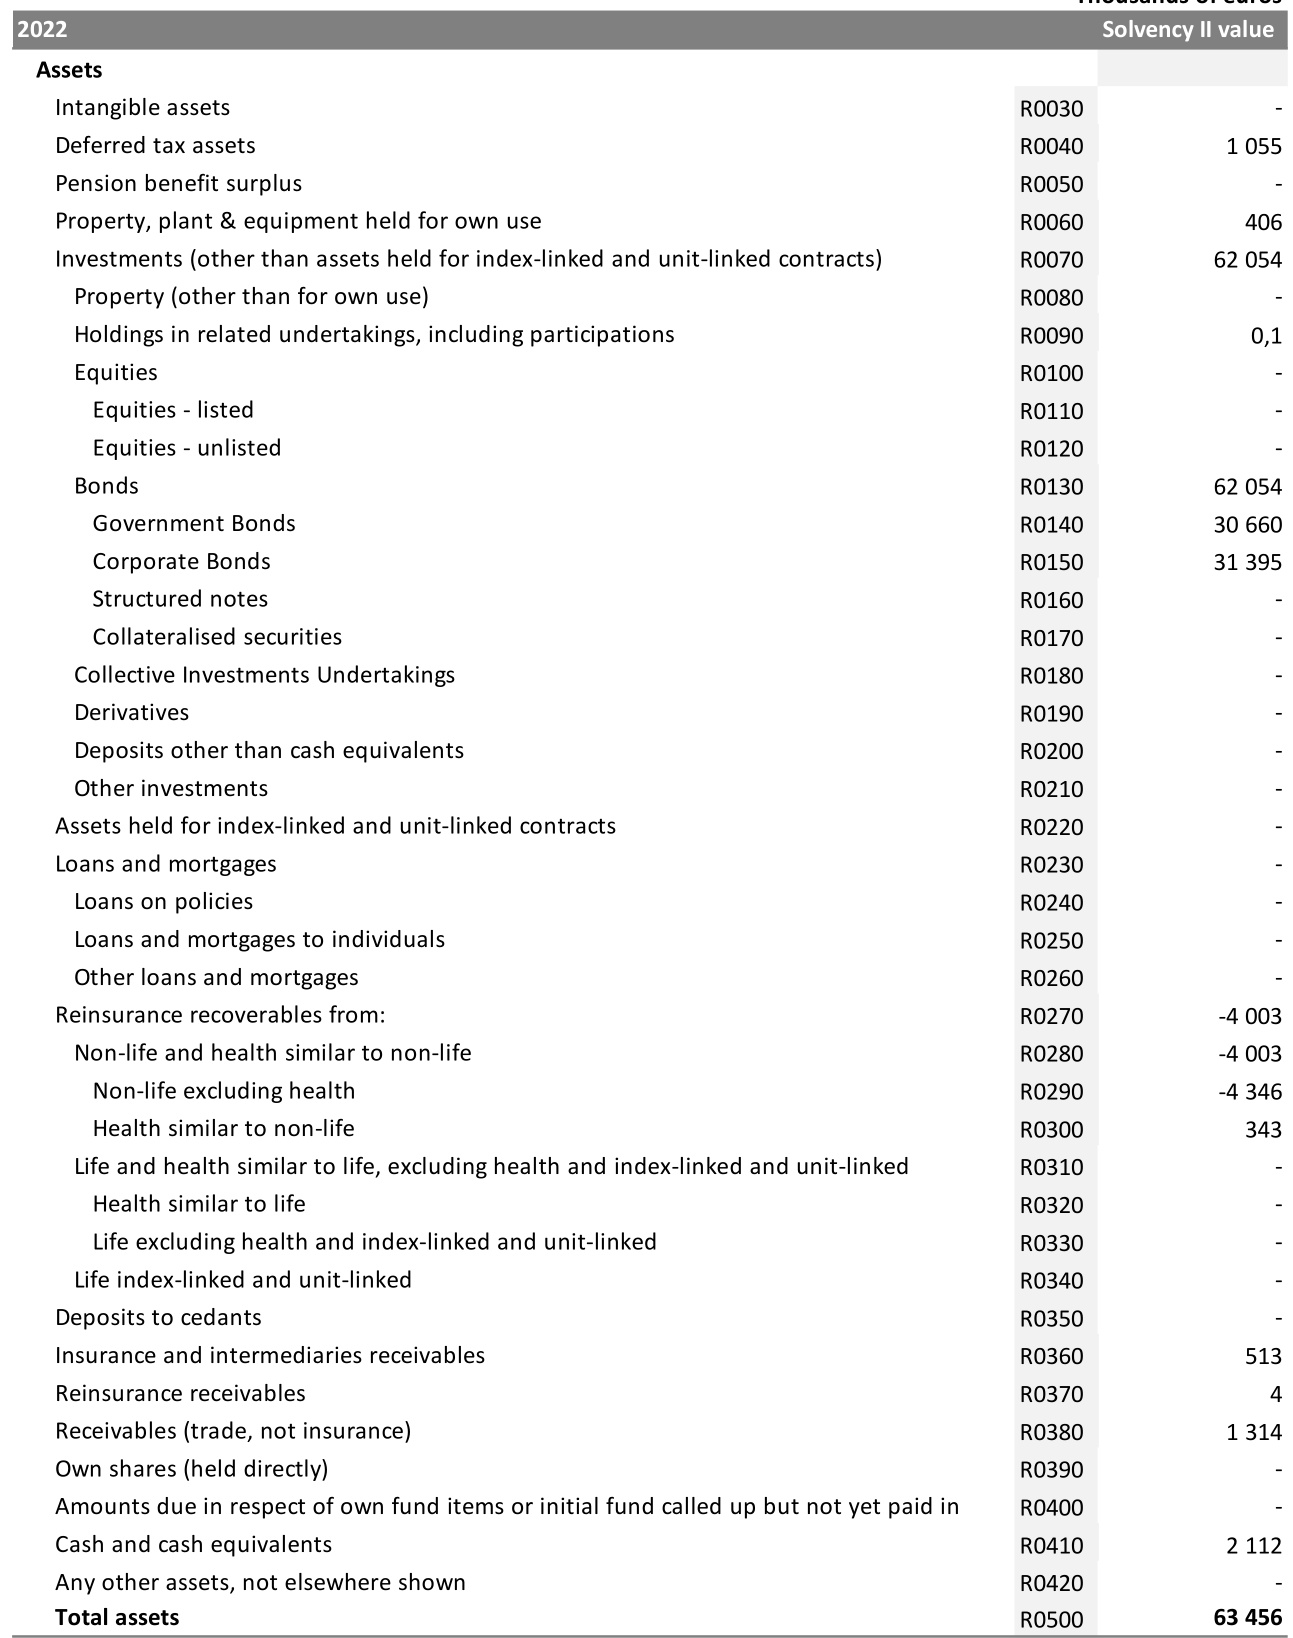 Thousands of euros
2022 Solvency II value
Assets
Intangible assets R0030 -
Deferred tax assets R0040 1 055
Pension benefit surplus R0050 -
Property, plant & equipment held for own use R0060 406
Investments (other than assets held for index-linked and unit-linked contracts) R0070 62 054
Property (other than for own use) R0080 -
Holdings in related undertakings, including participations R0090 0,1
Equities R0100 -
Equities - listed R0110 -
Equities - unlisted R0120 -
Bonds R0130 62 054
Government Bonds R0140 30 660
Corporate Bonds R0150 31 395
Structured notes R0160 -
Collateralised securities R0170 -
Collective Investments Undertakings R0180 -
Derivatives R0190 -
Deposits other than cash equivalents R0200 -
Other investments R0210 -
Assets held for index-linked and unit-linked contracts R0220 -
Loans and mortgages R0230 -
Loans on policies R0240 -
Loans and mortgages to individuals R0250 -
Other loans and mortgages R0260 -
Reinsurance recoverables from: R0270 -4 003
Non-life and health similar to non-life R0280 -4 003
Non-life excluding health R0290 -4 346
Health similar to non-life R0300 343
Life and health similar to life, excluding health and index-linked and unit-linked R0310 -
Health similar to life R0320 -
Life excluding health and index-linked and unit-linked R0330 -
Life index-linked and unit-linked R0340 -
Deposits to cedants R0350 -
Insurance and intermediaries receivables R0360 513
Reinsurance receivables R0370 4
Receivables (trade, not insurance) R0380 1 314
Own shares (held directly) R0390 -
Amounts due in respect of own fund items or initial fund called up but not yet paid in R0400 -
Cash and cash equivalents R0410 2 112
Any other assets, not elsewhere shown R0420 -
Total assets R0500 63 456